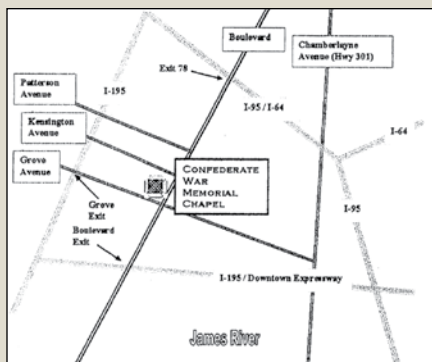 Boulevard
Chamberlayne
Avenue (Hwy 301)
Exit 78
Patterson
Avenue
I-195
I-95 / I-64
Kensington
Avenue
I-64
Grove
Avenue
CONFEDERATE
WAR
MEMORIAL
CHAPEL
Grove
Exit
I-95
Boulevard
Exit
I-195 / Downtown Expressway
James River